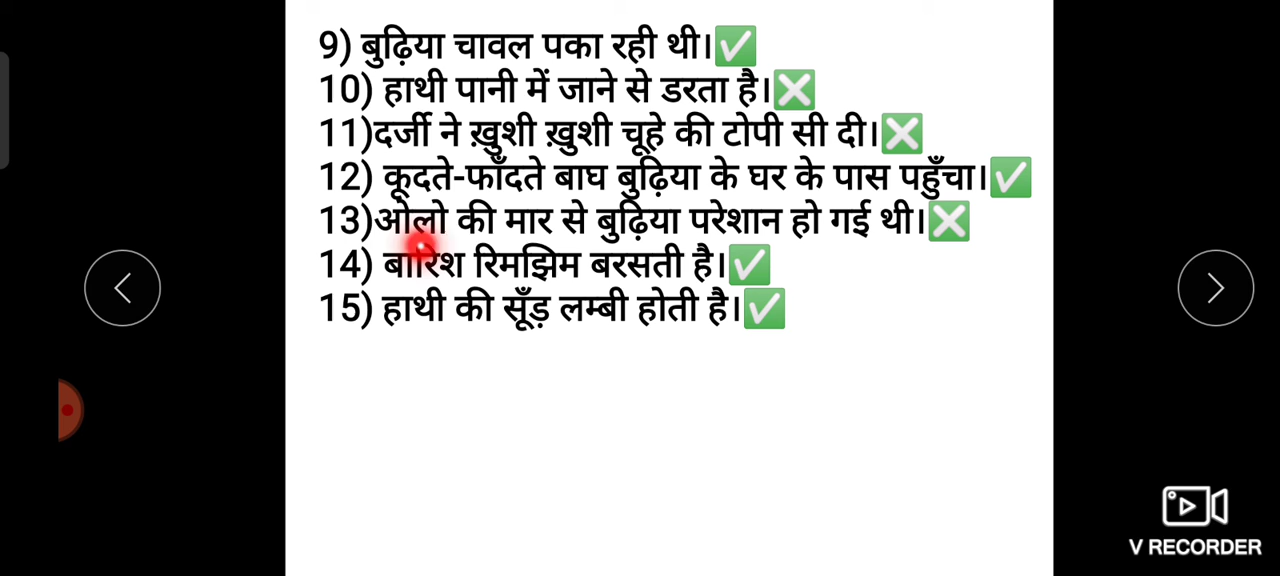 9) बुढ़िया चावल पका रही थी।✅
10) हाथी पानी में जाने से डरता है।❎
11)दर्जी ने ख़ुशी ख़ुशी चूहे की टोपी सी दी।❎
12) कूदते-फाँदते बाघ बुढ़िया के घर के पास पहुँचा।✅
13)ओलो की मार से बुढ़िया परेशान हो गई थी।❎
14) बारिश रिमझिम बरसती है।✅
15) हाथी की सूँड़ लम्बी होती है।✅
V RECORDER